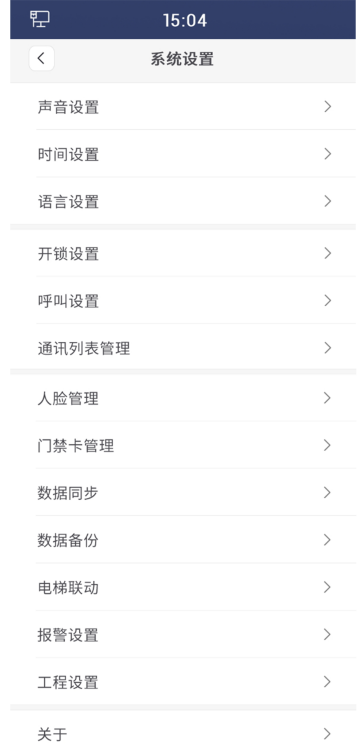 15:04
系统设置
声音设置
时间设置
语言设置
开锁设置
呼叫设置
通讯列表管理
人脸管理
门禁卡管理
数据同步
数据备份
电梯联动
报警设置
工程设置
关于